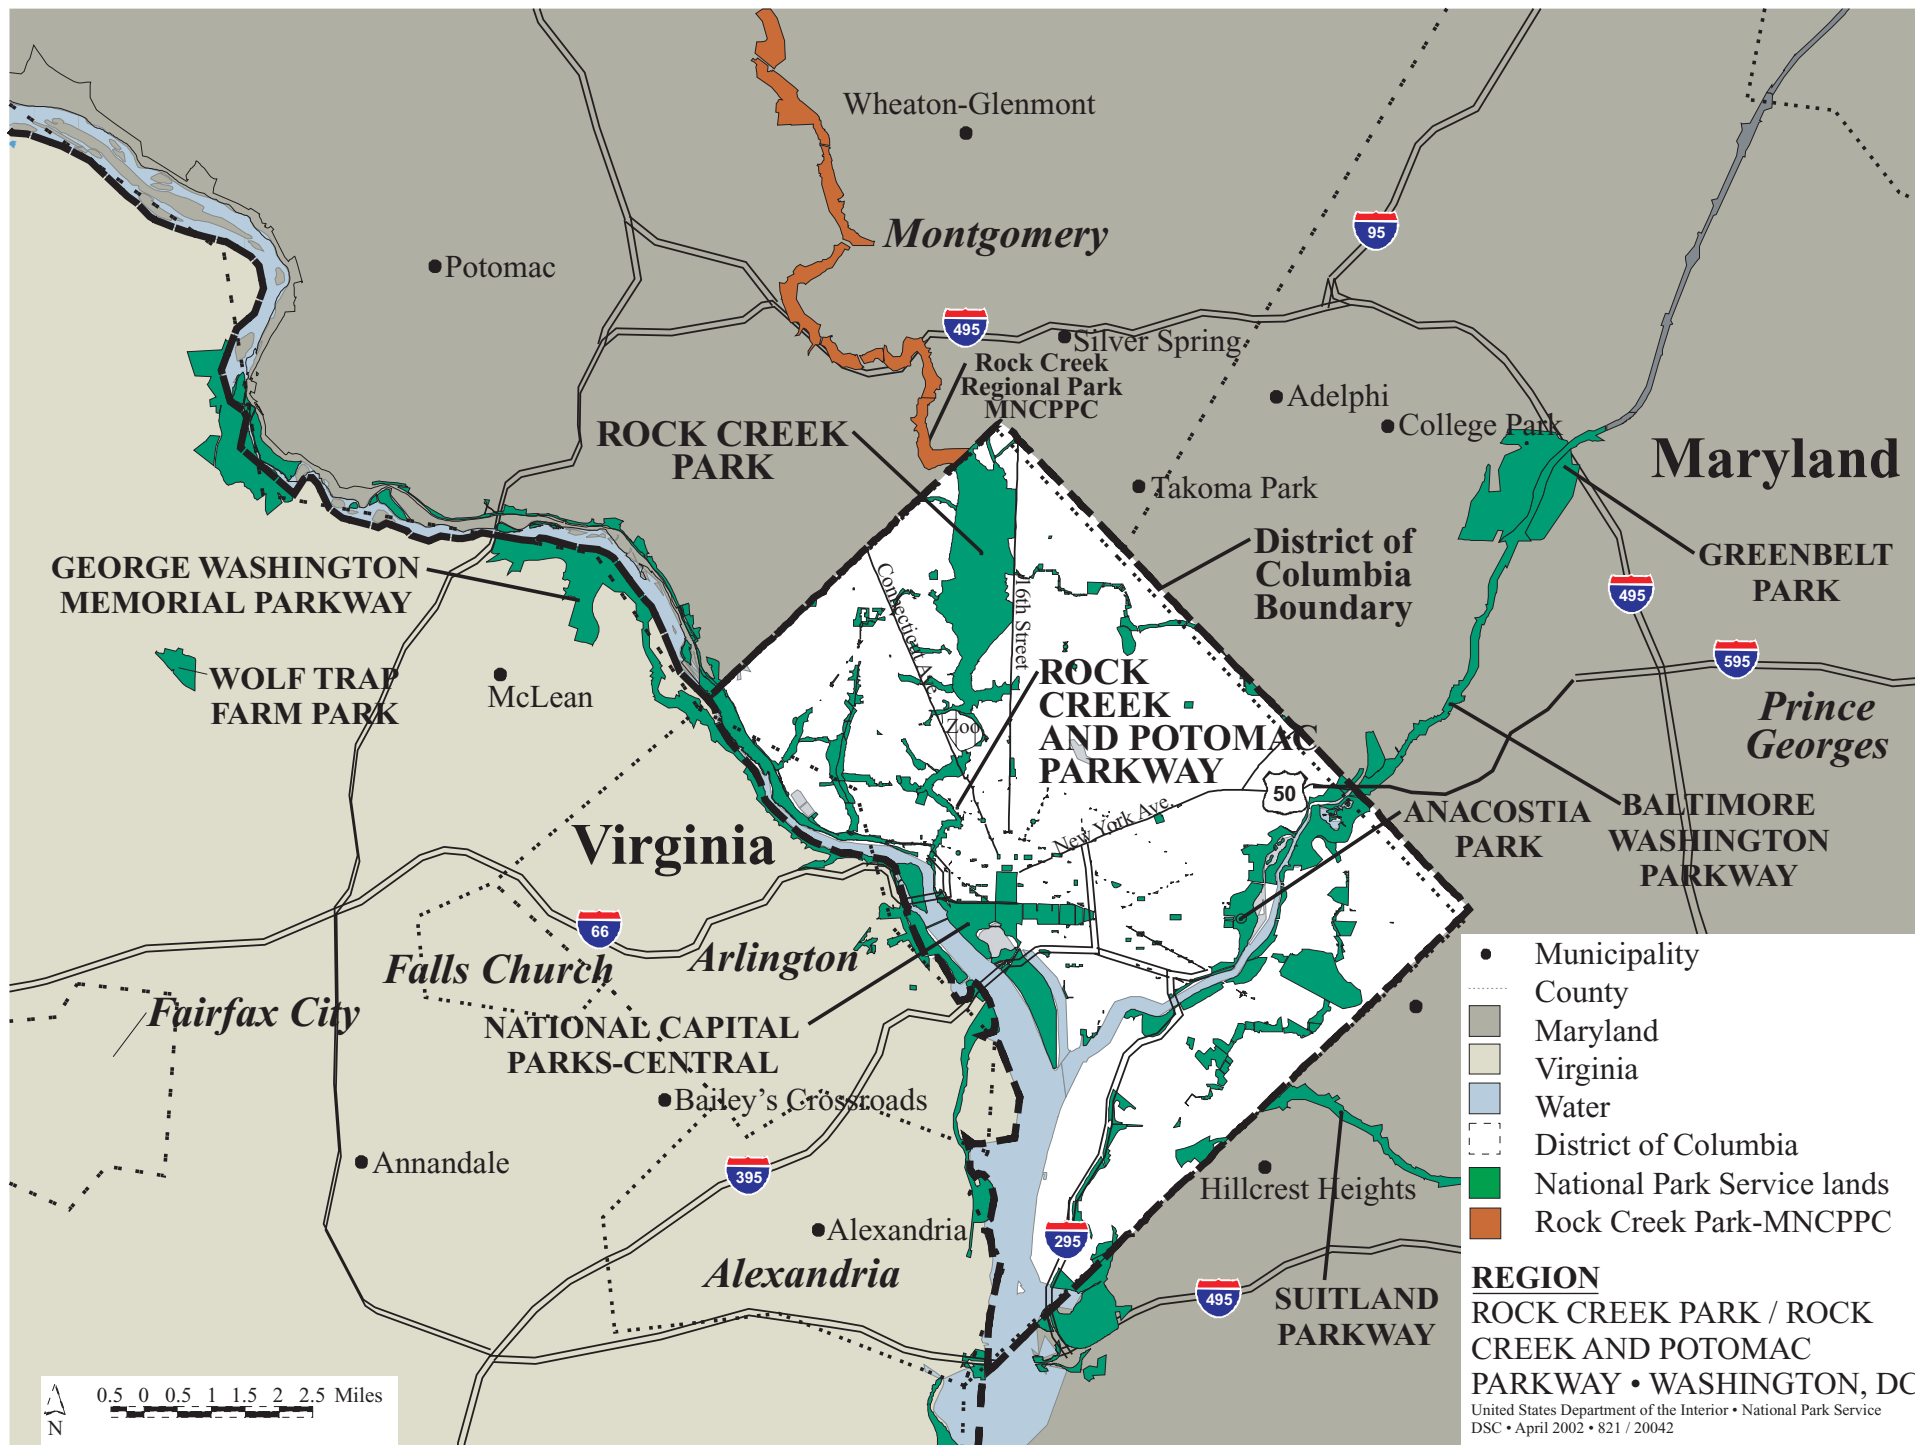 Wheaton-Glenmont
Montgomery
95
Potomac
495
Silver Spring
Rock Creek
Regional Park
MNCPPC
Adelphi
College Park
ROCK CREEK
PARK
Maryland
Takoma Park
District of
Columbia
Boundary
GREENBELT
PARK
GEORGE WASHINGTON
MEMORIAL PARKWAY
495
Connecticut Ave.
16th Street
595
WOLF TRAP
FARM PARK
McLean
ROCK
CREEK
AND POTOMAC
PARKWAY
Zoo
Prince
Georges
50
New York Ave.
ANACOSTIA
PARK
BALTIMORE
WASHINGTON
PARKWAY
Virginia
66
Falls Church
Arlington
Fairfax City
NATIONAL CAPITAL
PARKS-CENTRAL
Bailey's Crossroads
Annandale
395
Hillcrest Heights
Alexandria
295
Alexandria
495
SUITLAND
PARKWAY
Municipality
County
Maryland
Virginia
Water
District of Columbia
National Park Service lands
Rock Creek Park-MNCPPC
REGION
ROCK CREEK PARK / ROCK
CREEK AND POTOMAC
PARKWAY • WASHINGTON, DC
United States Department of the Interior • National Park Service
DSC • April 2002 • 821 / 20042
0.5 0 0.5 1 1.5 2 2.5 Miles
N